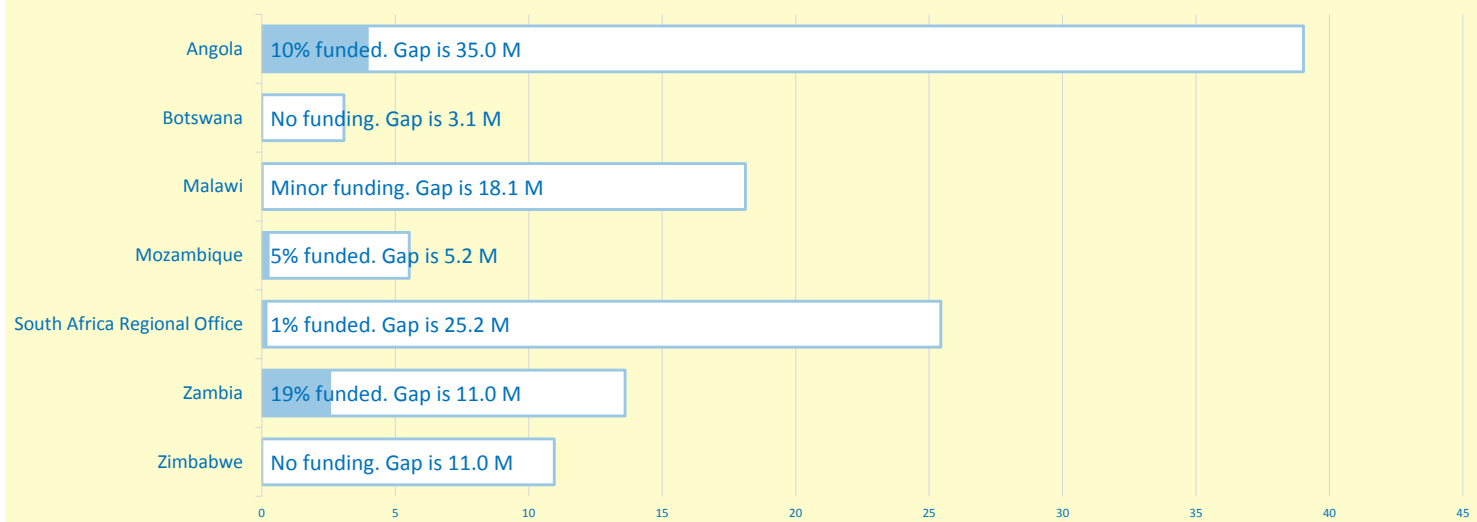 Angola 10% funded. Gap is 35.0 M
Botswana No funding. Gap is 3.1 M
Malawi Minor funding. Gap is 18.1 M
Mozambique 5% funded. Gap is 5.2 M
South Africa Regional Office 1% funded. Gap is 25.2 M
Zambia 19% funded. Gap is 11.0 M
Zimbabwe No funding. Gap is 11.0 M
0 5 10 15 20 25 30 35 40 45